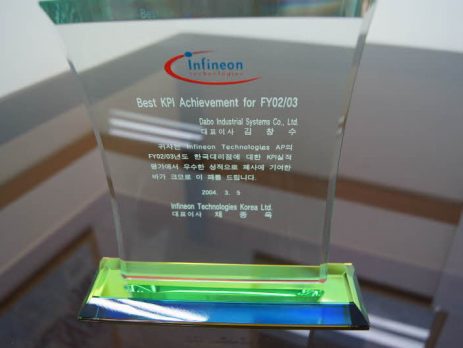 infineon
technologies
Best KPI Achievement for FY02/03
Dabo Industrial Systems Co., Ltd.
대표이사 김 창 수
귀사는 Infineon Technologies AP의
FY02/03년도 한국대리점에 대한 KPI실적
평가에서 우수한 성적으로 폐사에 기여한
바가 크므로 이 패를 드립니다.
2004. 3. 5
Infineon Technologies Korea Ltd.
대표이사 채 종 욱